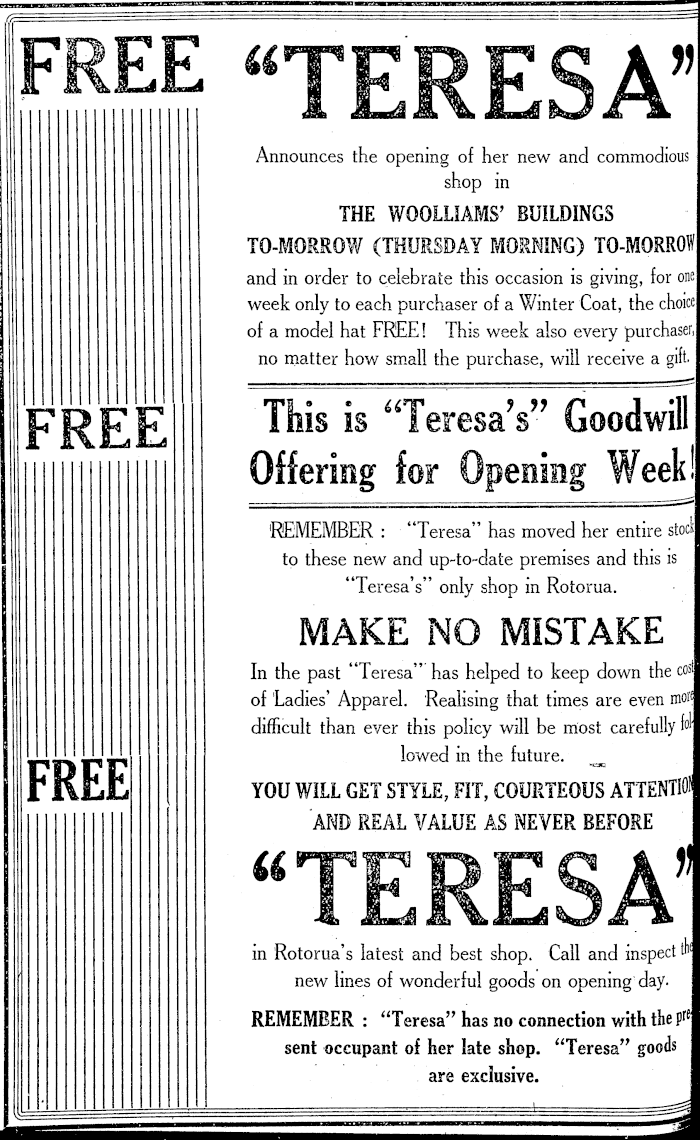 FREE
“TERESA”
Announces the opening of her new and commodious
shop in
THE WOOLLIAMS’ BUILDINGS
TO-MORROW (THURSDAY MORNING) TO-MORROW
and in order to celebrate this occasion is giving, for one
week only to each purchaser of a Winter Coat, the choice
of a model hat FREE! This week also every purchaser,
no matter how small the purchase, will receive a gift.
FREE
This is “Teresa’s” Goodwill
Offering for Opening Week!
REMEMBER : “Teresa” has moved her entire stock
to these new and up-to-date premises and this is
“Teresa’s” only shop in Rotorua.
MAKE NO MISTAKE
In the past “Teresa” has helped to keep down the cost
of Ladies’ Apparel. Realising that times are even more
difficult than ever this policy will be most carefully fol-
lowed in the future.
FREE
YOU WILL GET STYLE, FIT, COURTEOUS ATTENTION
AND REAL VALUE AS NEVER BEFORE
“TERESA”
in Rotorua’s latest and best shop. Call and inspect the
new lines of wonderful goods on opening day.
REMEMBER : “Teresa” has no connection with the pre-
sent occupant of her late shop. “Teresa” goods
are exclusive.